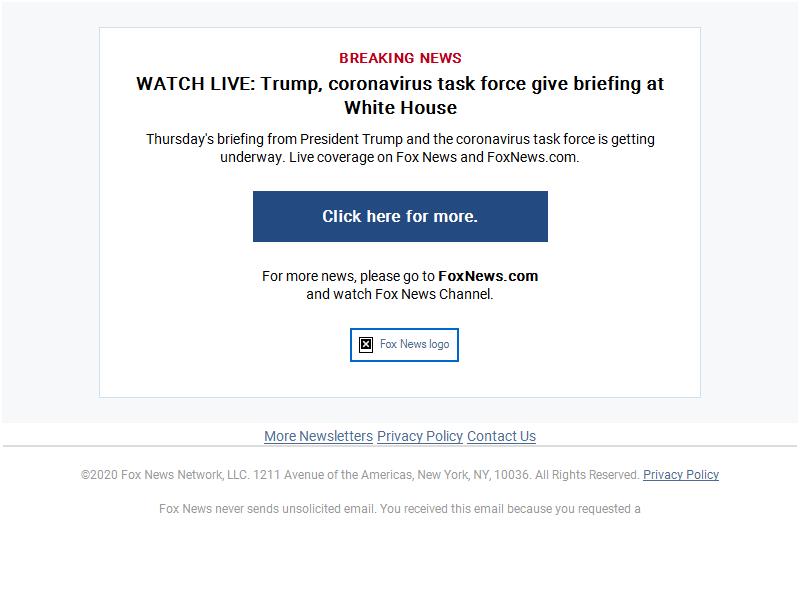 BREAKING NEWS
WATCH LIVE: Trump, coronavirus task force give briefing at
White House
Thursday's briefing from President Trump and the coronavirus task force is getting
underway. Live coverage on Fox News and FoxNews.com.
Click here for more.
For more news, please go to FoxNews.com
and watch Fox News Channel.
Fox News logo
More Newsletters Privacy Policy Contact Us
©2020 Fox News Network, LLC. 1211 Avenue of the Americas, New York, NY, 10036. All Rights Reserved. Privacy Policy
Fox News never sends unsolicited email. You received this email because you requested a